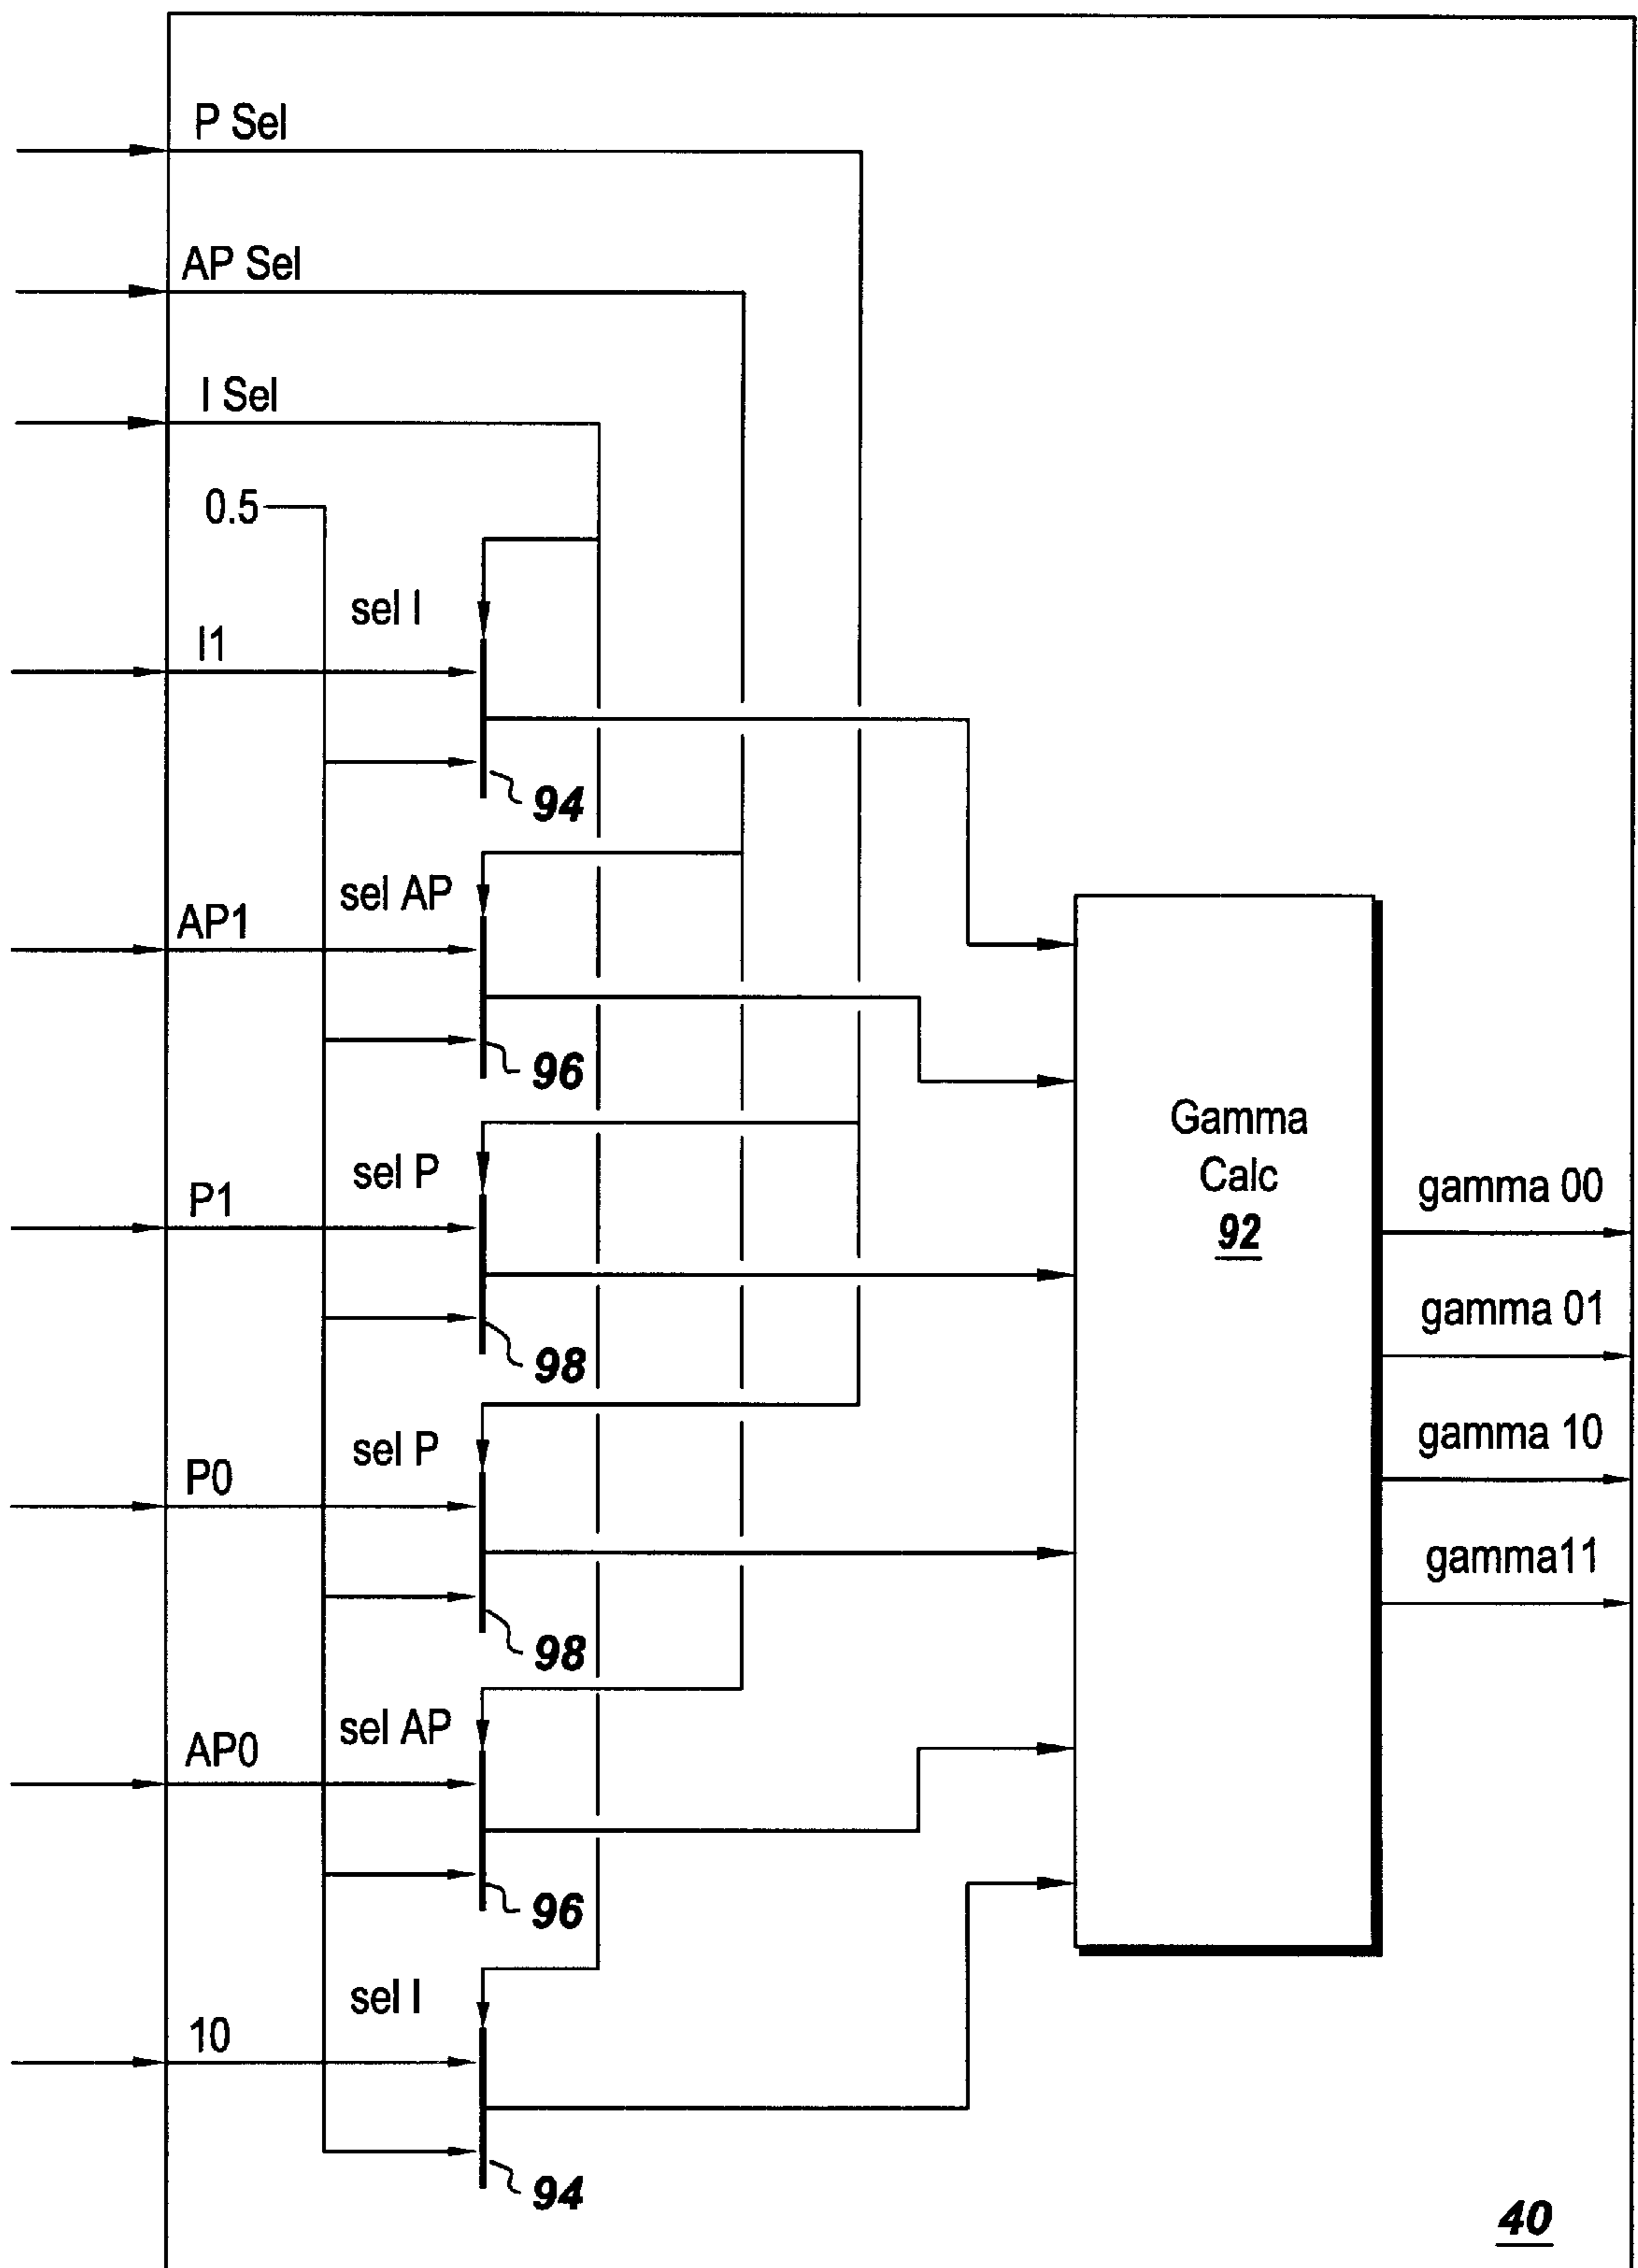 P Sel
AP Sel
I Sel
0.5
sel I
I1
94
sel AP
AP1
96
Gamma
Calc
92
sel P
P1
gamma 00
gamma 01
98
gamma 10
sel P
P0
gamma11
98
sel AP
AP0
96
sel I
10
94
40